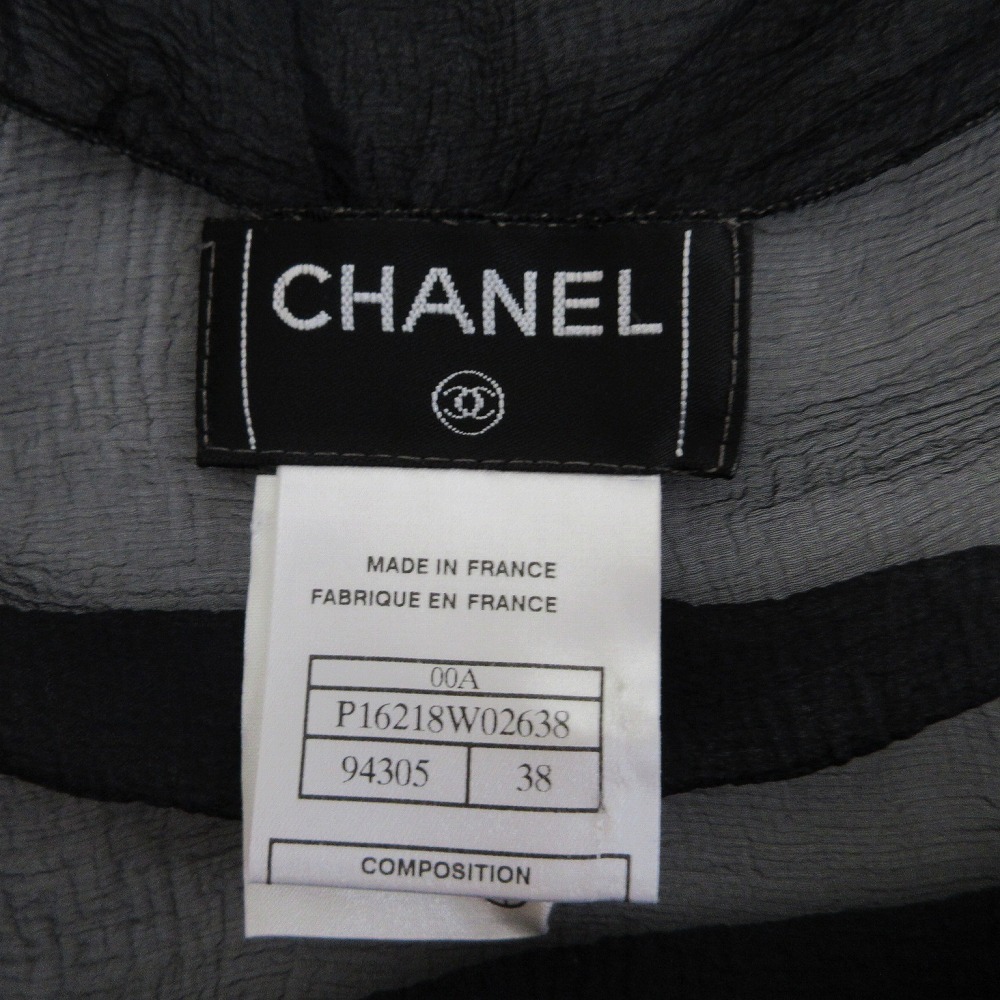 CHANEL
MADE IN FRANCE
FABRIQUE EN FRANCE
00A
P16218W02638
94305 38
COMPOSITION